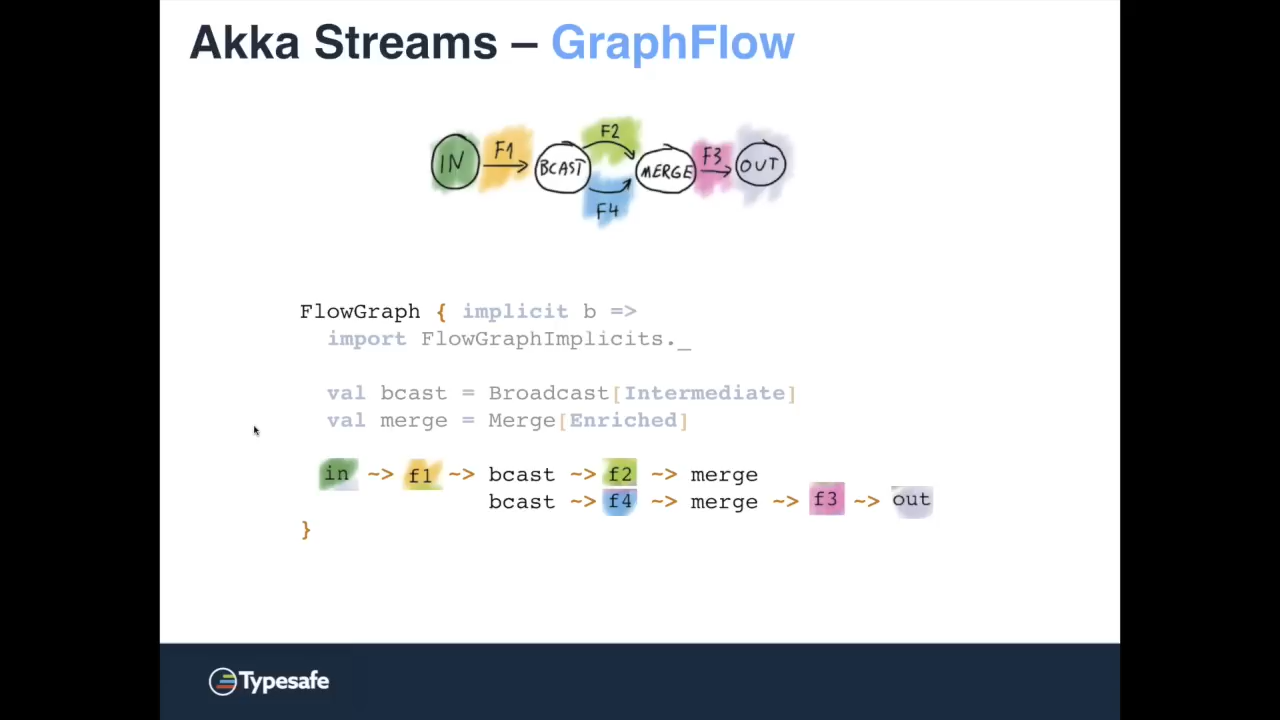 Akka Streams – GraphFlow
IN F1 BCAST F2 F4 MERGE F3 OUT
FlowGraph { implicit b =>
import FlowGraphImplicits._
val bcast = Broadcast[Intermediate]
val merge = Merge[Enriched]
in ~> f1 ~> bcast ~> f2 ~> merge
bcast ~> f4 ~> merge ~> f3 ~> out
}
Typesafe